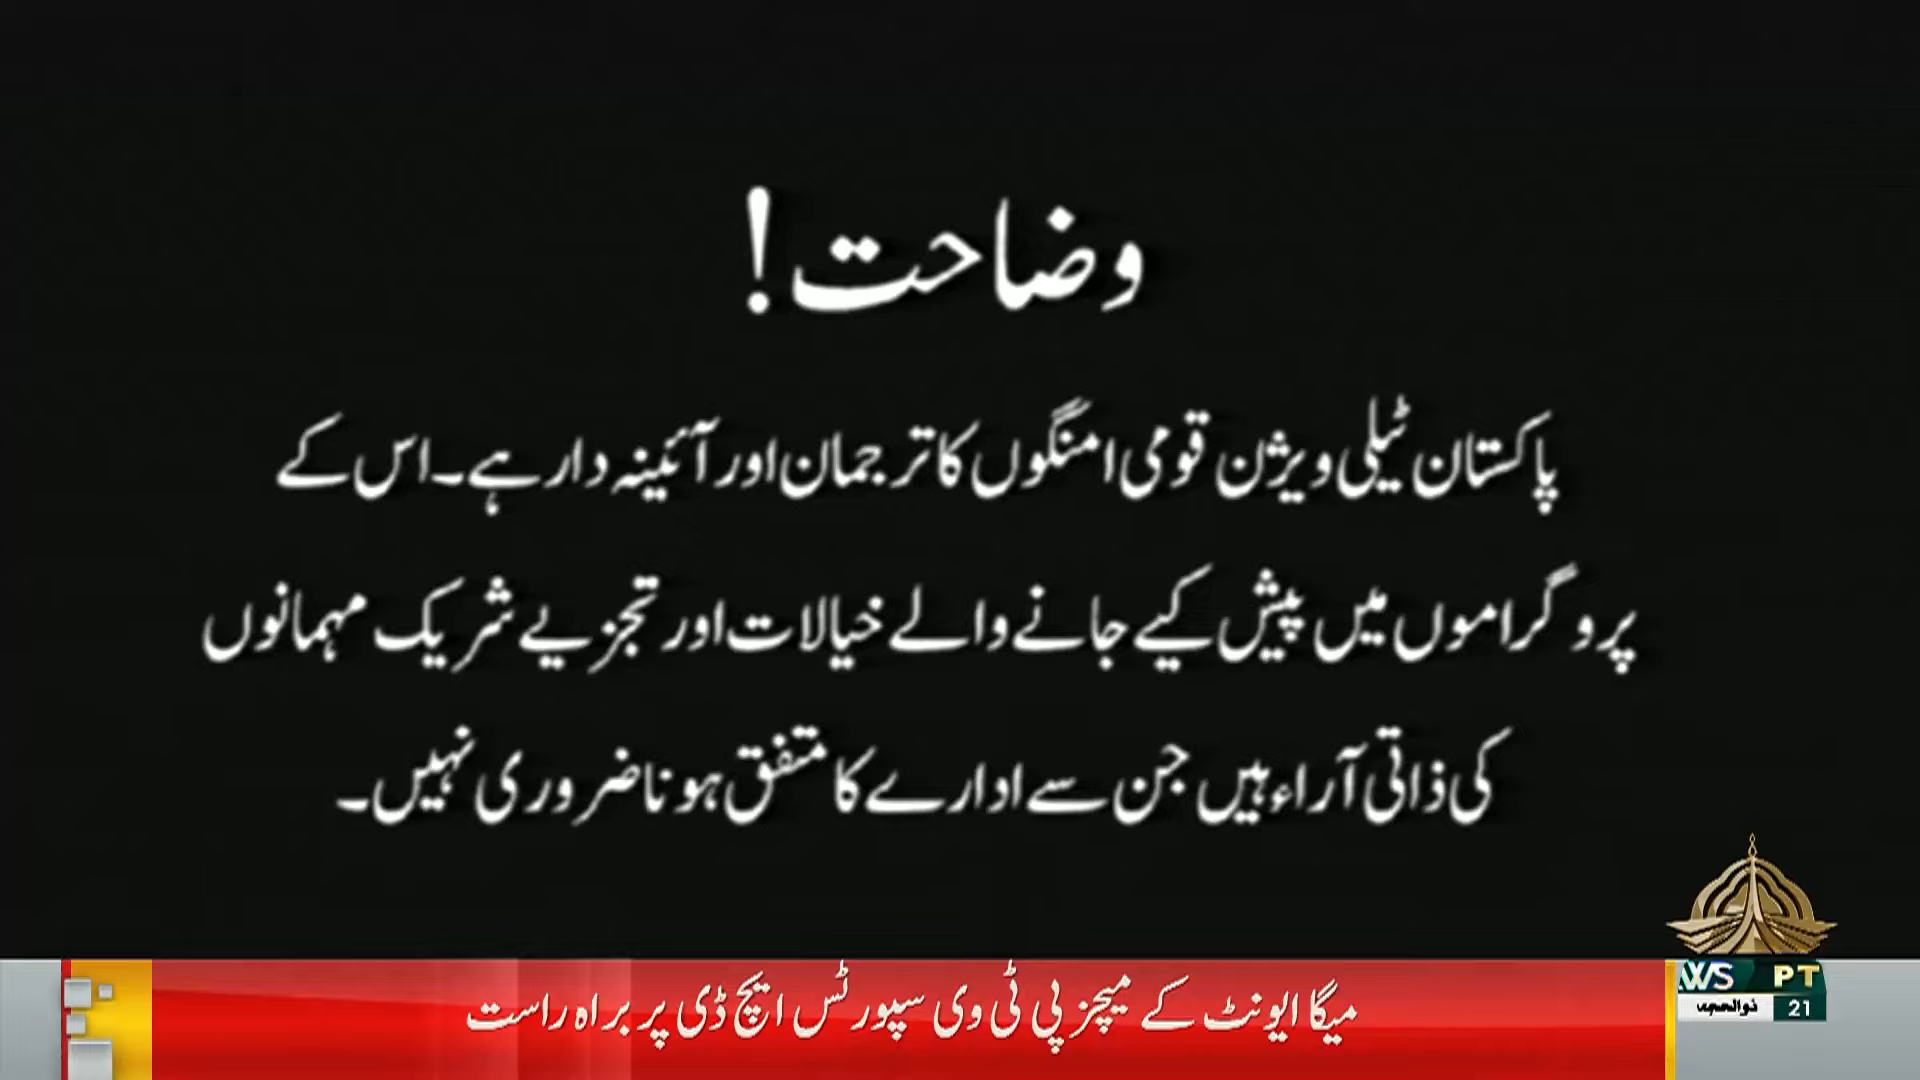 وضاحت!
پاکستان ٹیلی ویژن قومی امنگوں کا ترجمان اور آئینہ دار ہے۔ اس کے
پروگراموں میں پیش کیے جانے والے خیالات اور تجزیے شریک مہمانوں
کی ذاتی آراء ہیں جن سے ادارے کا متفق ہونا ضروری نہیں۔
WS PT
ذوالحجہ 21
میگا ایونٹ کے میچز پی ٹی وی سپورٹس ایچ ڈی پر براہ راست